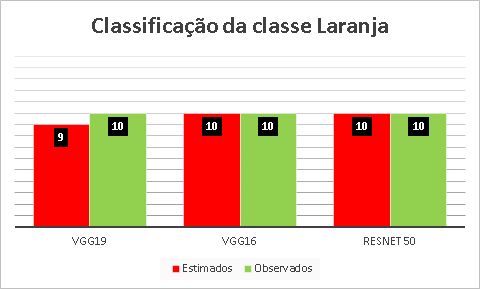 Classificação da classe Laranja
9 10 10 10 10 10
VGG19 VGG16 RESNET 50
Estimados Observados